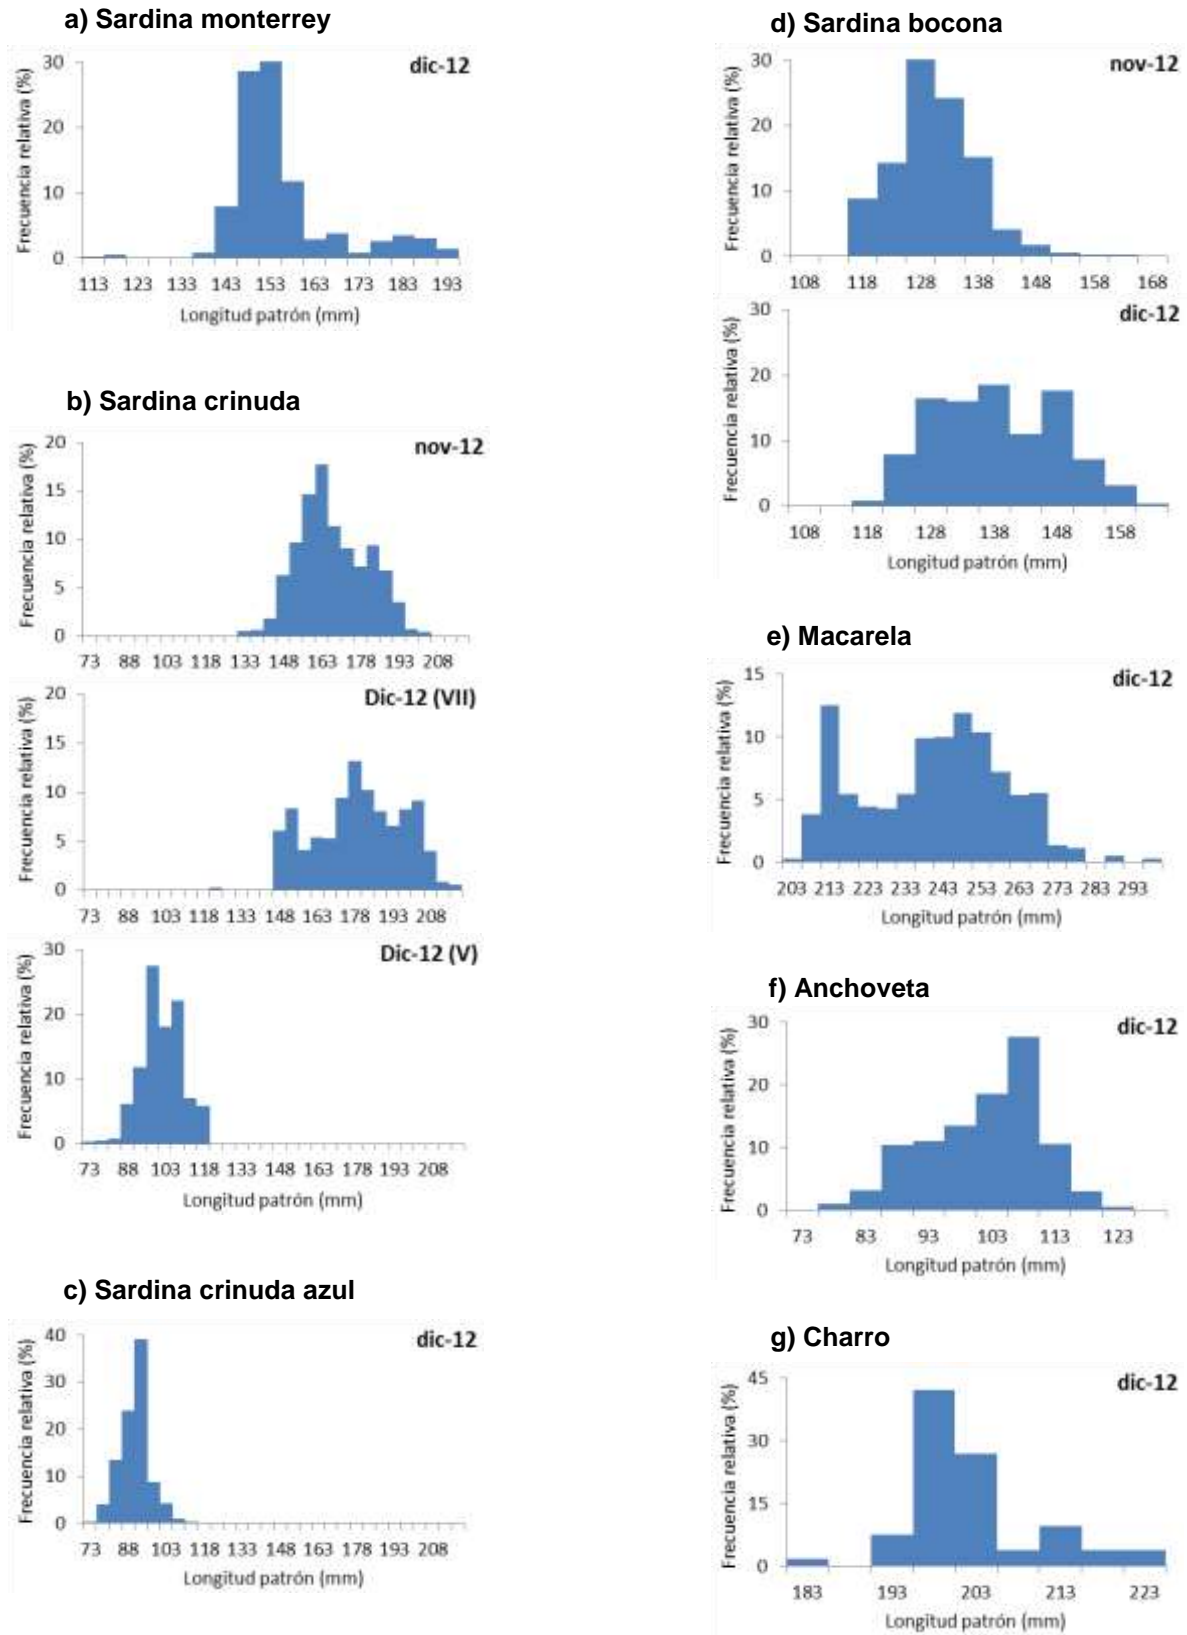 a) Sardina monterrey
dic-12
Frecuencia relativa (%)
30
20
10
0
113 123 133 143 153 163 173 183 193
Longitud patrón (mm)
b) Sardina crinuda
nov-12
Frecuencia relativa (%)
20
15
10
5
0
73 88 103 118 133 148 163 178 193 208
Dic-12 (VII)
Frecuencia relativa (%)
20
15
10
5
0
73 88 103 118 133 148 163 178 193 208
Dic-12 (V)
Frecuencia relativa (%)
30
20
10
0
73 88 103 118 133 148 163 178 193 208
Longitud patrón (mm)
c) Sardina crinuda azul
dic-12
Frecuencia relativa (%)
40
30
20
10
0
73 88 103 118 133 148 163 178 193 208
Longitud patrón (mm)
d) Sardina bocona
nov-12
Frecuencia relativa (%)
30
20
10
0
108 118 128 138 148 158 168
dic-12
Frecuencia relativa (%)
30
20
10
0
108 118 128 138 148 158
Longitud patrón (mm)
e) Macarela
dic-12
Frecuencia relativa (%)
15
10
5
0
203 213 223 233 243 253 263 273 283 293
Longitud patrón (mm)
f) Anchoveta
dic-12
Frecuencia relativa (%)
30
20
10
0
73 83 93 103 113 123
Longitud patrón (mm)
g) Charro
dic-12
Frecuencia relativa (%)
45
30
15
0
183 193 203 213 223
Longitud patrón (mm)